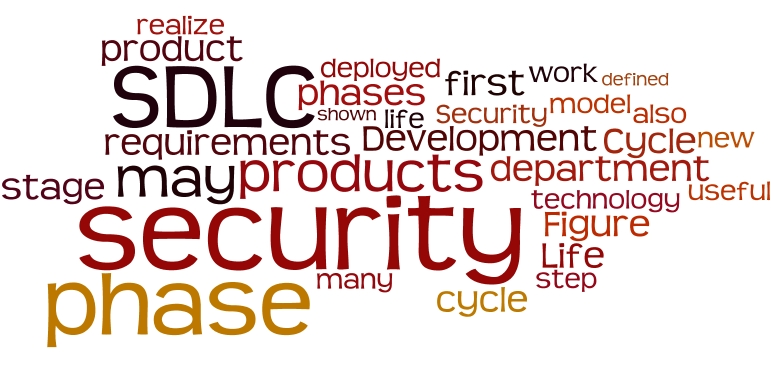 realize
product
deployed
first work defined
SDLC
phases
shown life Security model also
requirements Development Cycle new
stage may products department
technology useful
security
Figure
Life
many step
phase
cycle